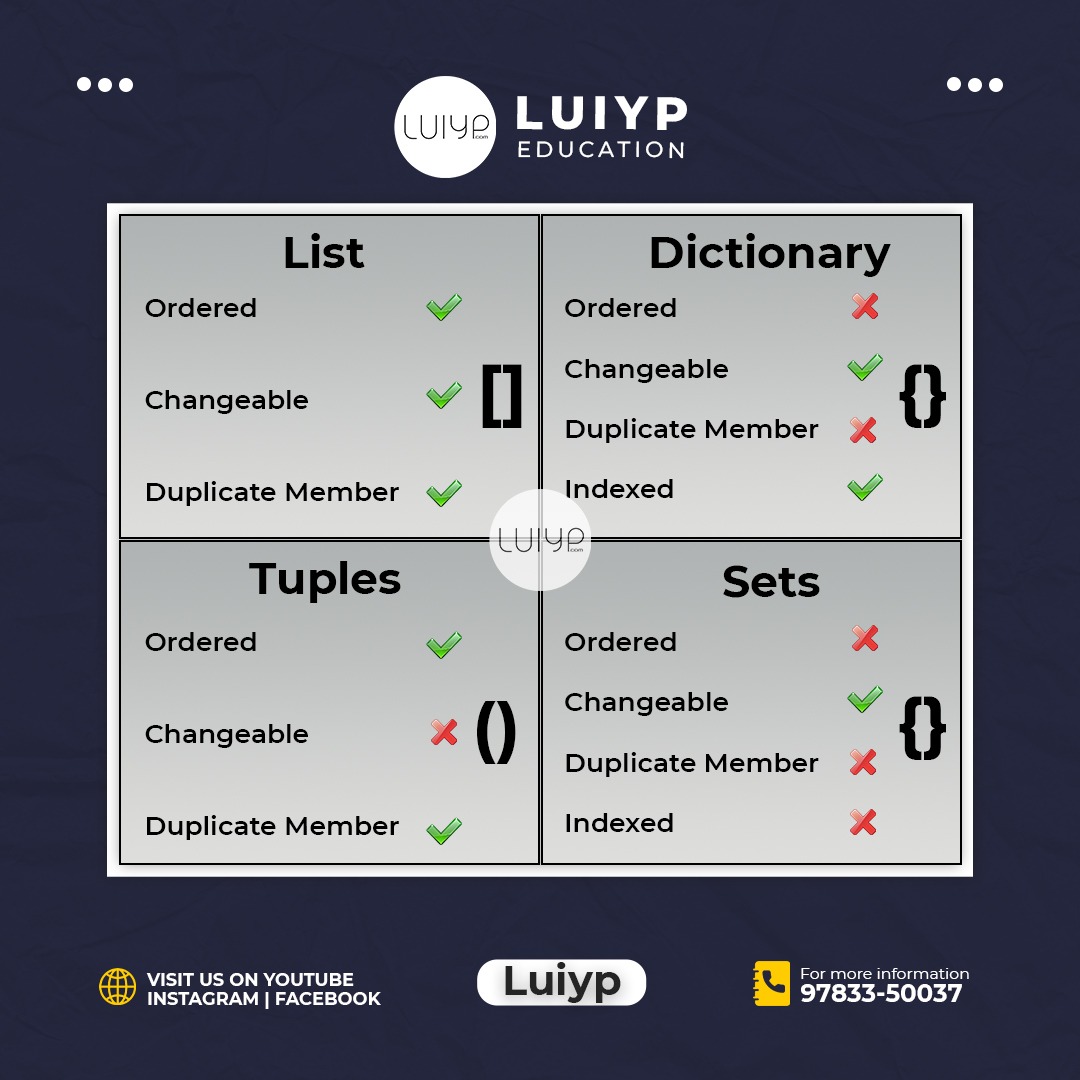 LUIYP.com
LUIYP
EDUCATION
List
Ordered
Changeable
[]
Duplicate Member
Dictionary
Ordered
Changeable
{}
Duplicate Member
Indexed
LUIYP.com
Tuples
Ordered
Changeable
()
Duplicate Member
Sets
Ordered
Changeable
{}
Duplicate Member
Indexed
VISIT US ON YOUTUBE
INSTAGRAM | FACEBOOK
Luiyp
For more information
97833-50037